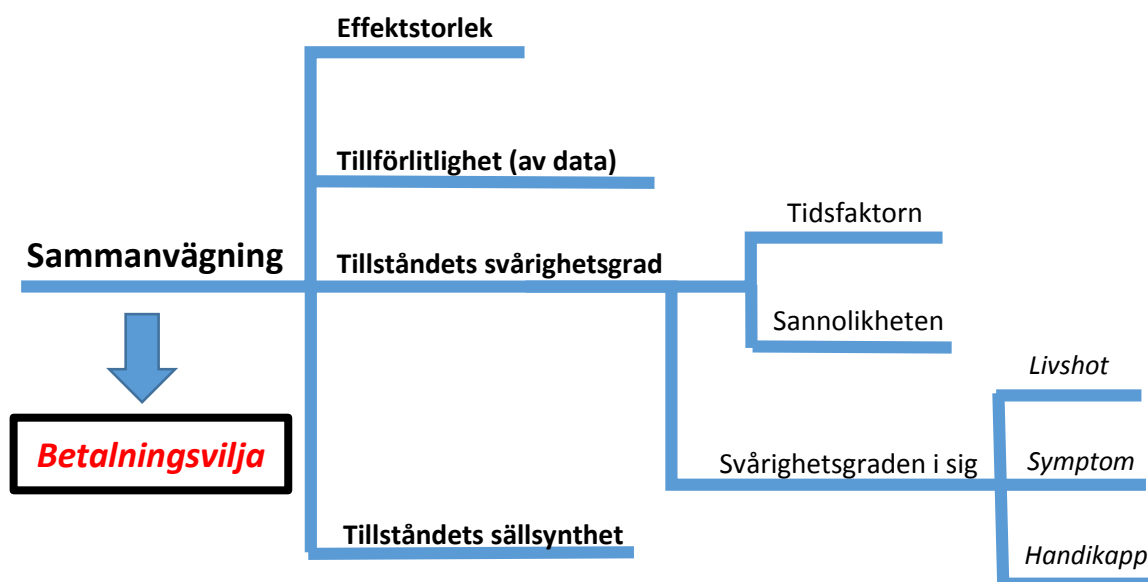 Effektstorlek
Tillförlitlighet (av data)
Tidsfaktorn
Sammanvägning
Tillståndets svårighetsgrad
Sannolikheten
Livshot
Betalningsvilja
Svårighetsgraden i sig
Symptom
Tillståndets sällsynthet
Handikapp